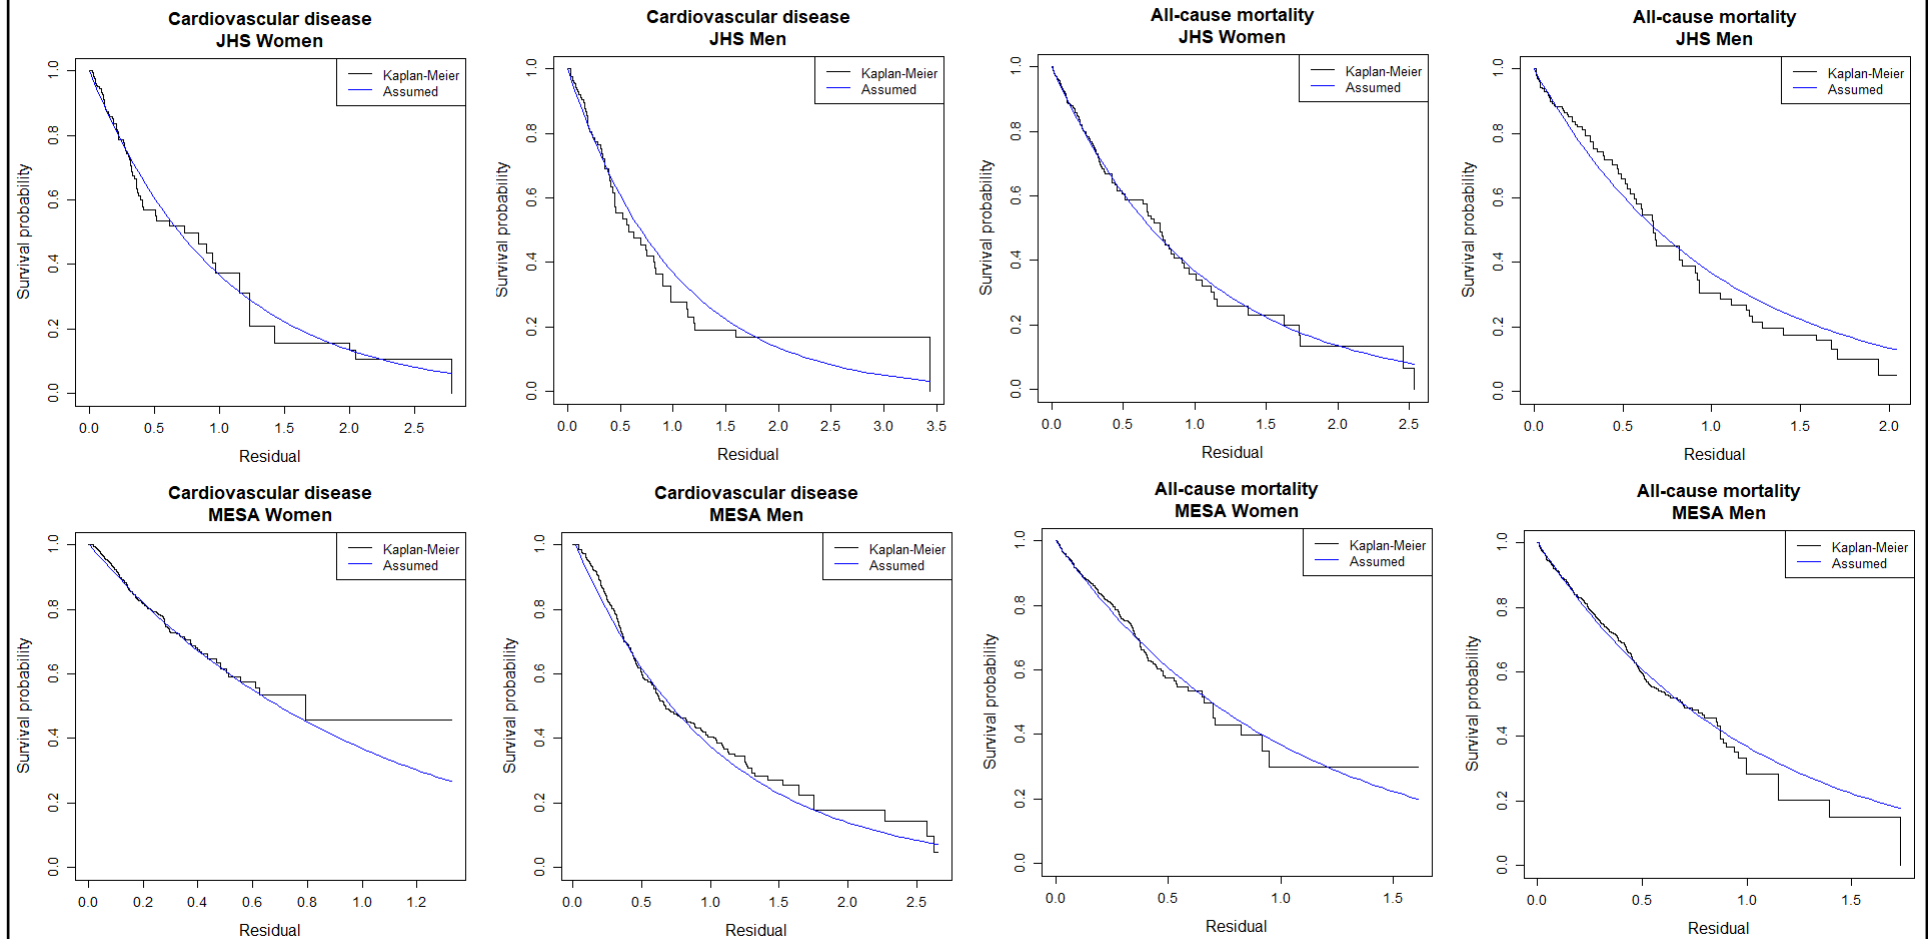 Cardiovascular disease
JHS Women
Kaplan-Meier
Assumed
Survival probability
1.0
0.8
0.6
0.4
0.2
0.0
0.0 0.5 1.0 1.5 2.0 2.5
Residual
Cardiovascular disease
JHS Men
Kaplan-Meier
Assumed
Survival probability
1.0
0.8
0.6
0.4
0.2
0.0
0.0 0.5 1.0 1.5 2.0 2.5 3.0 3.5
Residual
All-cause mortality
JHS Women
Kaplan-Meier
Assumed
Survival probability
1.0
0.8
0.6
0.4
0.2
0.0
0.0 0.5 1.0 1.5 2.0 2.5
Residual
All-cause mortality
JHS Men
Kaplan-Meier
Assumed
Survival probability
1.0
0.8
0.6
0.4
0.2
0.0
0.0 0.5 1.0 1.5 2.0
Residual
Cardiovascular disease
MESA Women
Kaplan-Meier
Assumed
Survival probability
1.0
0.8
0.6
0.4
0.2
0.0
0.0 0.2 0.4 0.6 0.8 1.0 1.2
Residual
Cardiovascular disease
MESA Men
Kaplan-Meier
Assumed
Survival probability
1.0
0.8
0.6
0.4
0.2
0.0
0.0 0.5 1.0 1.5 2.0 2.5
Residual
All-cause mortality
MESA Women
Kaplan-Meier
Assumed
Survival probability
1.0
0.8
0.6
0.4
0.2
0.0
0.0 0.5 1.0 1.5
Residual
All-cause mortality
MESA Men
Kaplan-Meier
Assumed
Survival probability
1.0
0.8
0.6
0.4
0.2
0.0
0.0 0.5 1.0 1.5
Residual